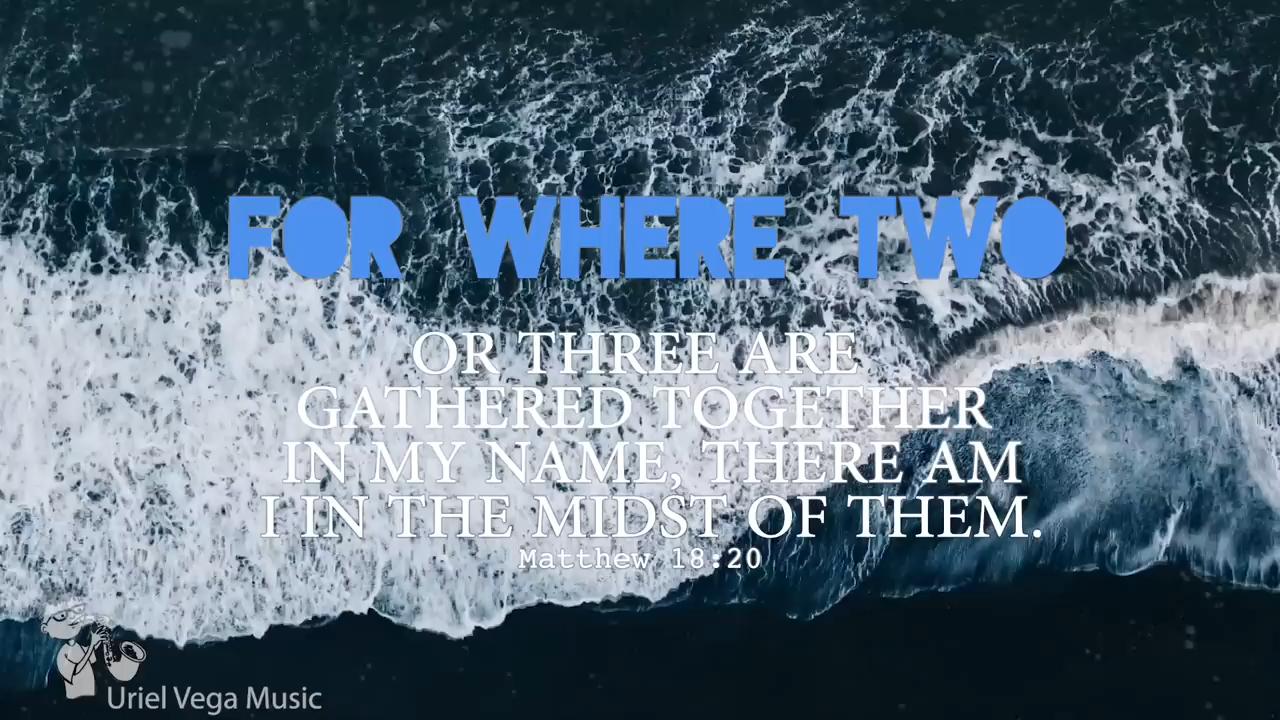 FOR WHERE TWO
OR THREE ARE
GATHERED TOGETHER
IN MY NAME, THERE AM
I IN THE MIDST OF THEM.
Matthew 18:20
Uriel Vega Music